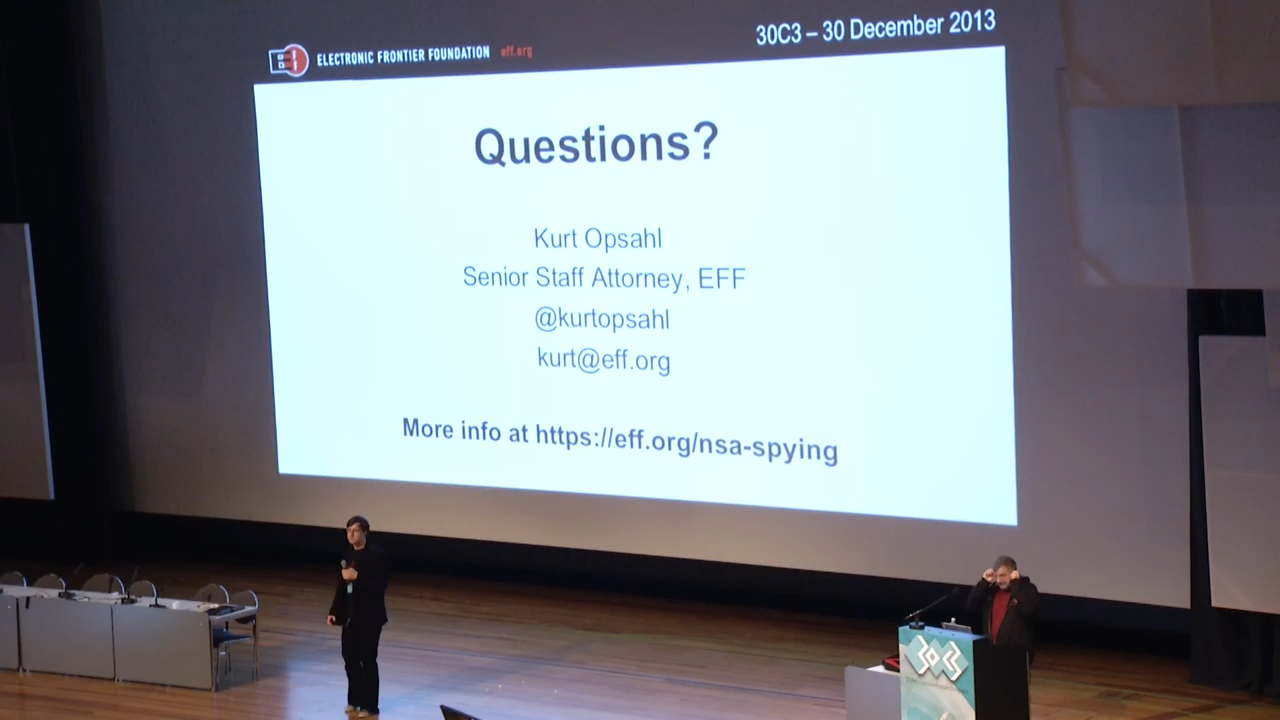 30C3 – 30 December 2013
ELECTRONIC FRONTIER FOUNDATION eff.org
Questions?
Kurt Opsahl
Senior Staff Attorney, EFF
@kurtopsahl
kurt@eff.org
More info at https://eff.org/nsa-spying
30C3